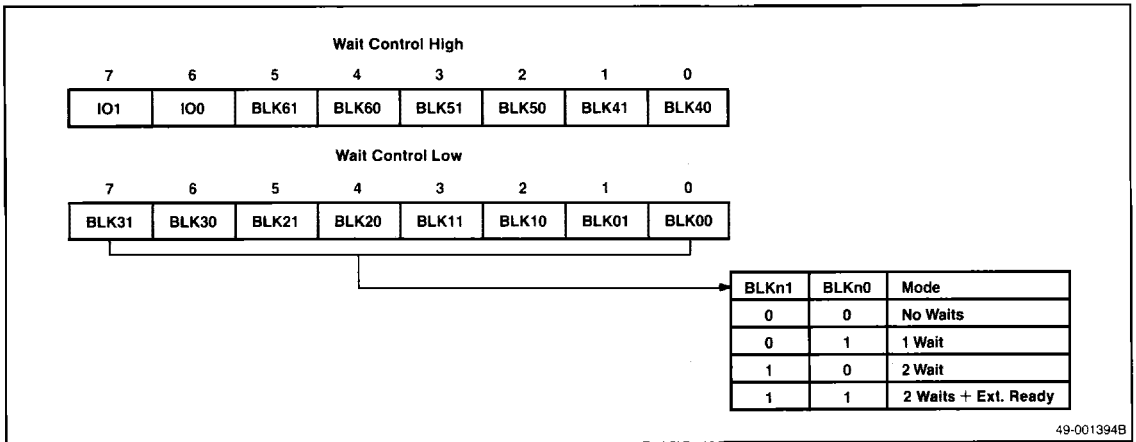 Wait Control High
7 6 5 4 3 2 1 0
IO1 IO0 BLK61 BLK60 BLK51 BLK50 BLK41 BLK40
Wait Control Low
7 6 5 4 3 2 1 0
BLK31 BLK30 BLK21 BLK20 BLK11 BLK10 BLK01 BLK00
BLKn1 BLKn0 Mode
0 0 No Waits
0 1 1 Wait
1 0 2 Wait
1 1 2 Waits + Ext. Ready
49-001394B